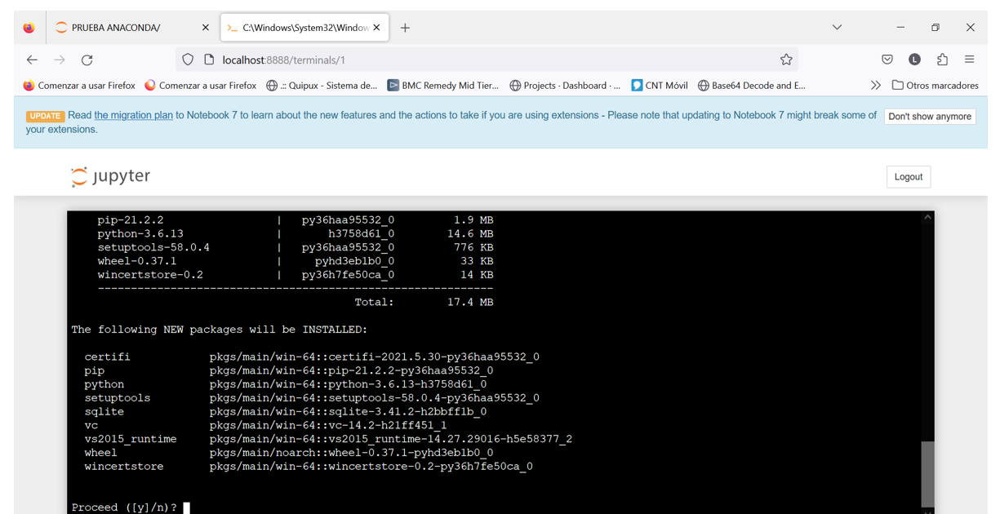 PRUEBA ANACONDA/
C:\Windows\System32\Window
localhost:8888/terminals/1
L
Comenzar a usar Firefox Comenzar a usar Firefox .:: Quipux - Sistema de... BMC Remedy Mid Tier... Projects · Dashboard · ... CNT Móvil Base64 Decode and E... Otros marcadores
UPDATE Read the migration plan to Notebook 7 to learn about the new features and the actions to take if you are using extensions - Please note that updating to Notebook 7 might break some of
your extensions.
Don't show anymore
jupyter
Logout
pip-21.2.2 | py36haa95532_0 1.9 MB
python-3.6.13 | h3758d61_0 14.6 MB
setuptools-58.0.4 | py36haa95532_0 776 KB
wheel-0.37.1 | pyhd3eb1b0_0 33 KB
wincertstore-0.2 | py36h7fe50ca_0 14 KB
------------------------------------------------------------
Total: 17.4 MB
The following NEW packages will be INSTALLED:
certifi pkgs/main/win-64::certifi-2021.5.30-py36haa95532_0
pip pkgs/main/win-64::pip-21.2.2-py36haa95532_0
python pkgs/main/win-64::python-3.6.13-h3758d61_0
setuptools pkgs/main/win-64::setuptools-58.0.4-py36haa95532_0
sqlite pkgs/main/win-64::sqlite-3.41.2-h2bbff1b_0
vc pkgs/main/win-64::vc-14.2-h21ff451_1
vs2015_runtime pkgs/main/win-64::vs2015_runtime-14.27.29016-h5e58377_2
wheel pkgs/main/noarch::wheel-0.37.1-pyhd3eb1b0_0
wincertstore pkgs/main/win-64::wincertstore-0.2-py36h7fe50ca_0
Proceed ([y]/n)?